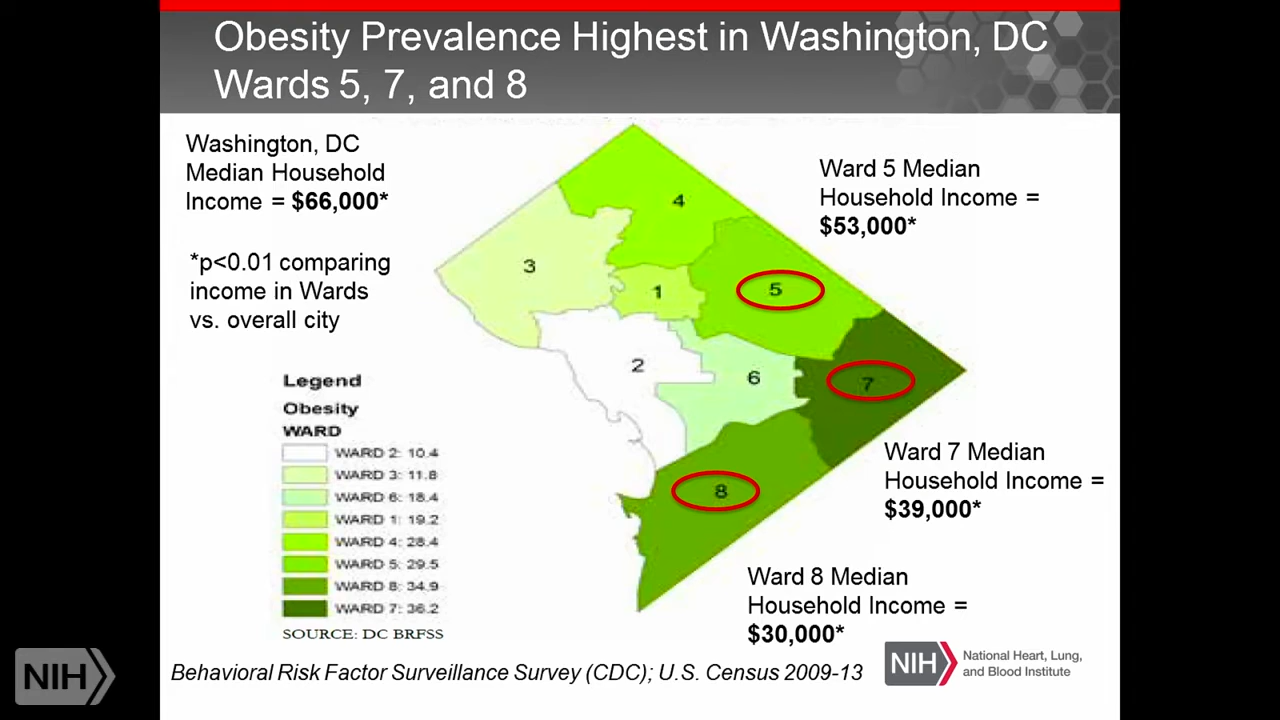 Obesity Prevalence Highest in Washington, DC
Wards 5, 7, and 8
Washington, DC
Median Household
Income = $66,000*
*p<0.01 comparing
income in Wards
vs. overall city
Ward 5 Median
Household Income =
$53,000*
4
3
5
1
2
6
7
8
Legend
Obesity
WARD
WARD 2: 10.4
WARD 3: 11.8
WARD 6: 18.4
WARD 1: 19.2
WARD 4: 28.4
WARD 5: 29.5
WARD 8: 34.9
WARD 7: 36.2
SOURCE: DC BRFSS
Ward 7 Median
Household Income =
$39,000*
Ward 8 Median
Household Income =
$30,000*
Behavioral Risk Factor Surveillance Survey (CDC); U.S. Census 2009-13
NIH
National Heart, Lung,
and Blood Institute
NIH